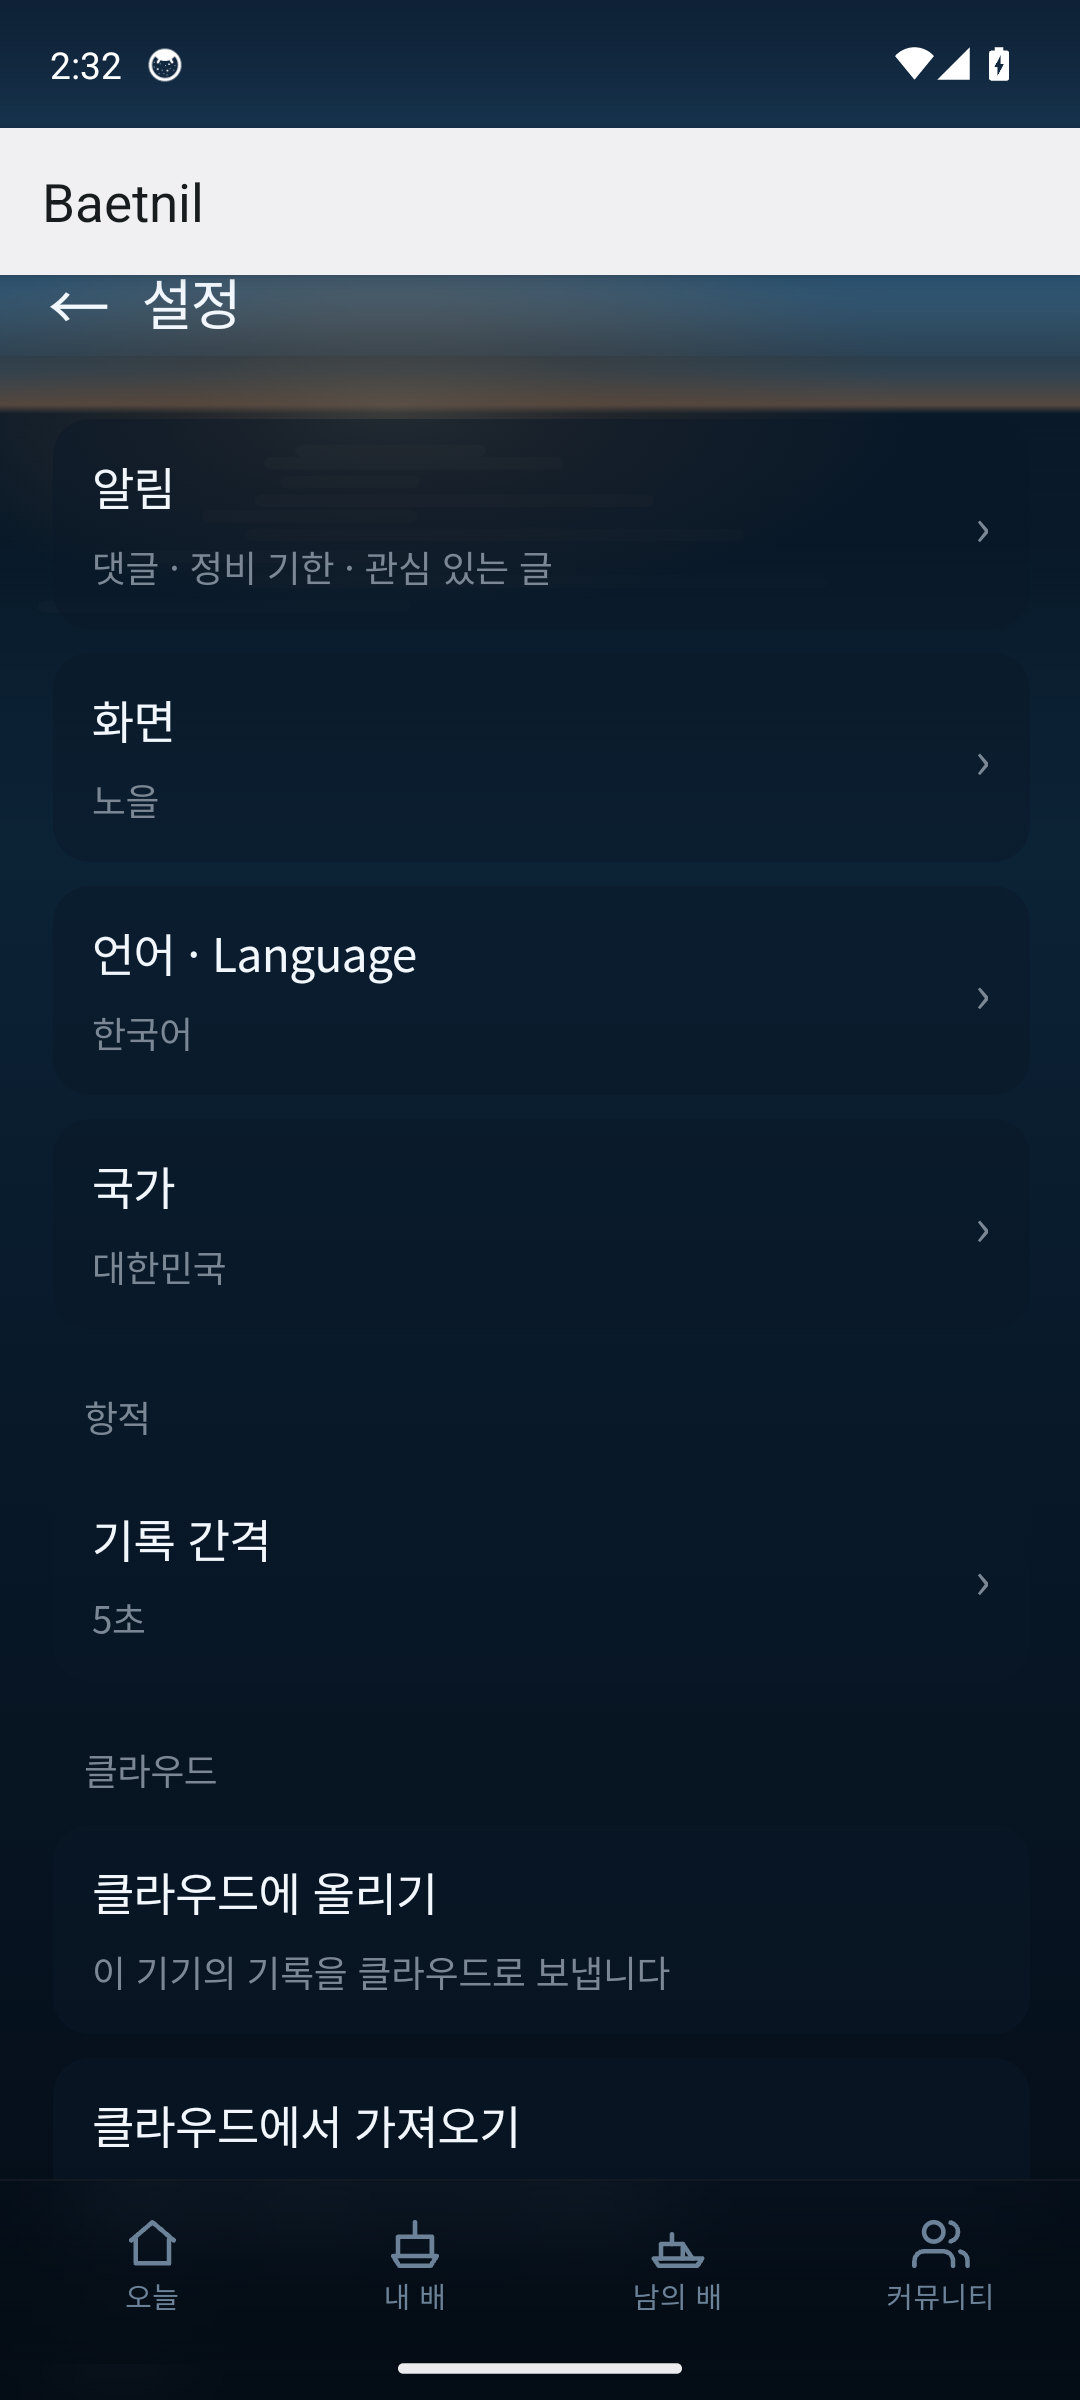 2:32
Baetnil
← 설정
알림
댓글 · 정비 기한 · 관심 있는 글
화면
노을
언어 · Language
한국어
국가
대한민국
항적
기록 간격
5초
클라우드
클라우드에 올리기
이 기기의 기록을 클라우드로 보냅니다
클라우드에서 가져오기
오늘
내 배
남의 배
커뮤니티